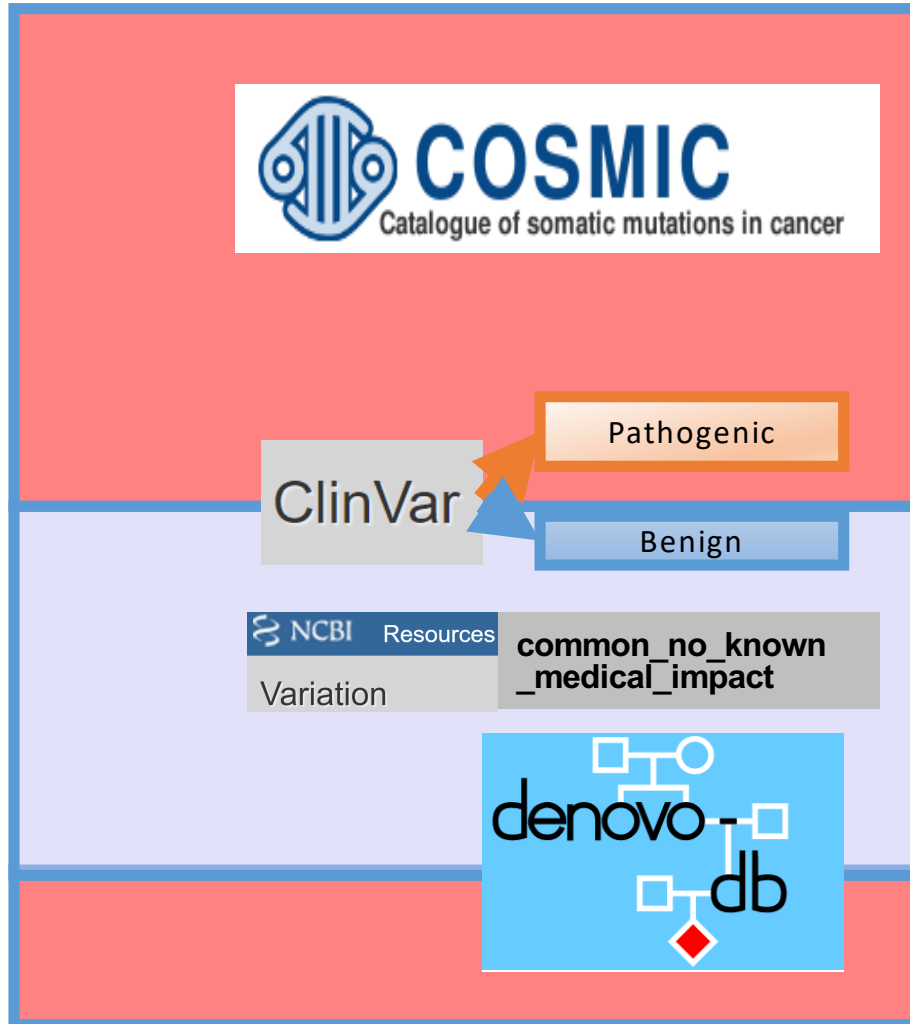 COSMIC
Catalogue of somatic mutations in cancer
Pathogenic
ClinVar
Benign
NCBI Resources
Variation
common_no_known
_medical_impact
denovo-
db